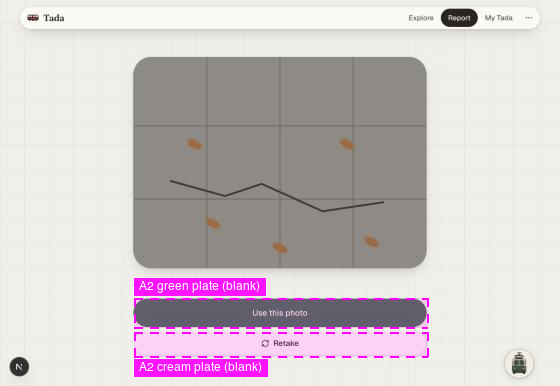 Tada
Explore
Report
My Tada
A2 green plate (blank)
Use this photo
Retake
A2 cream plate (blank)
N